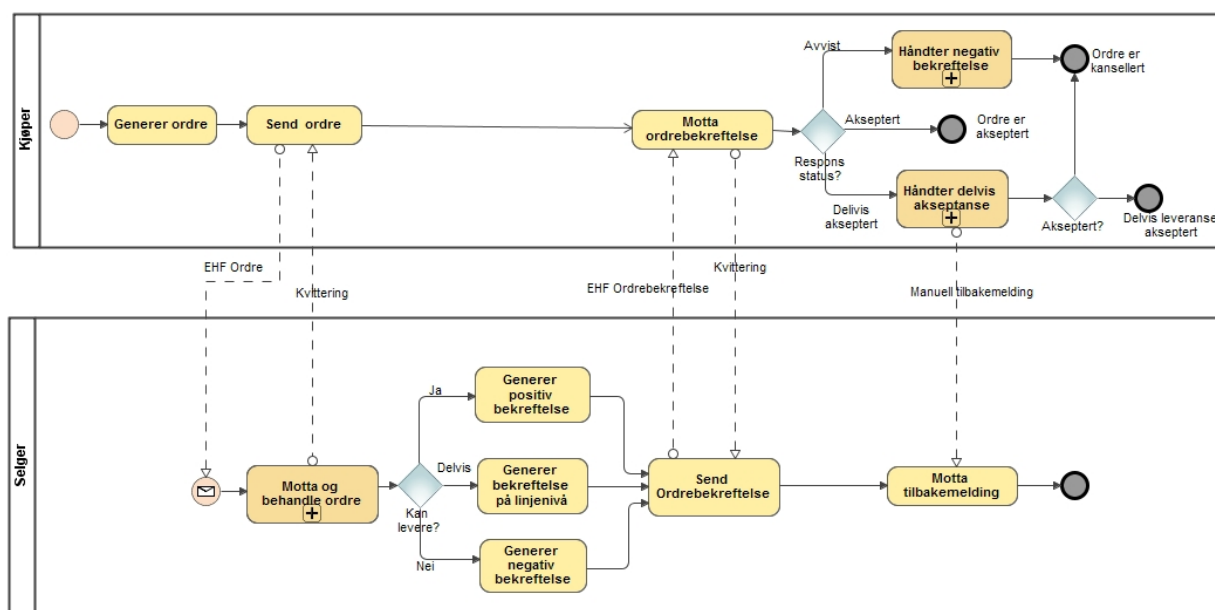 Kjøper
Generer ordre
Send ordre
Motta
ordrebekreftelse
Respons
status?
Avvist
Håndter negativ
bekreftelse
Ordre er
kansellert
Akseptert
Ordre er
akseptert
Delivis
akseptert
Håndter delvis
akseptanse
Akseptert?
Delvis leveranse
akseptert
EHF Ordre
Kvittering
EHF Ordrebekreftelse
Kvittering
Manuell tilbakemelding
Selger
Motta og
behandle ordre
Kan
levere?
Ja
Generer
positiv
bekreftelse
Delvis
Generer
bekreftelse
på linjenivå
Nei
Generer
negativ
bekreftelse
Send
Ordrebekreftelse
Motta
tilbakemelding